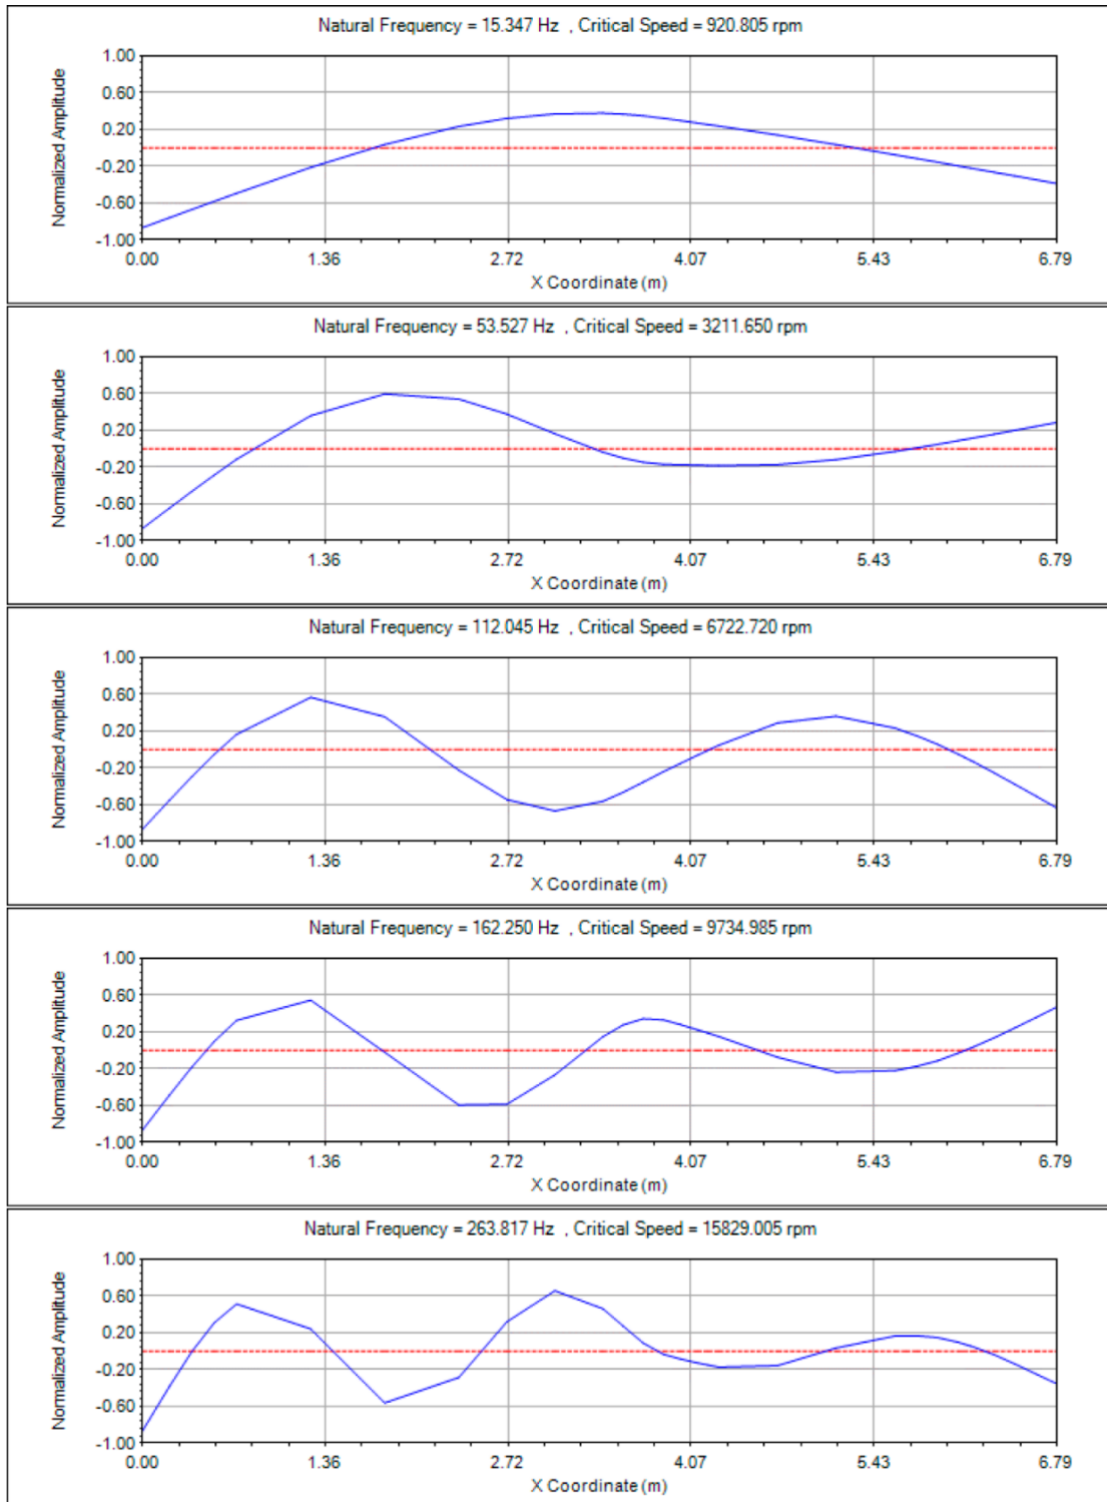 Natural Frequency = 15.347 Hz , Critical Speed = 920.805 rpm
Normalized Amplitude
1.00
0.60
0.20
-0.20
-0.60
-1.00
0.00 1.36 2.72 4.07 5.43 6.79
X Coordinate (m)
Natural Frequency = 53.527 Hz , Critical Speed = 3211.650 rpm
Normalized Amplitude
1.00
0.60
0.20
-0.20
-0.60
-1.00
0.00 1.36 2.72 4.07 5.43 6.79
X Coordinate (m)
Natural Frequency = 112.045 Hz , Critical Speed = 6722.720 rpm
Normalized Amplitude
1.00
0.60
0.20
-0.20
-0.60
-1.00
0.00 1.36 2.72 4.07 5.43 6.79
X Coordinate (m)
Natural Frequency = 162.250 Hz , Critical Speed = 9734.985 rpm
Normalized Amplitude
1.00
0.60
0.20
-0.20
-0.60
-1.00
0.00 1.36 2.72 4.07 5.43 6.79
X Coordinate (m)
Natural Frequency = 263.817 Hz , Critical Speed = 15829.005 rpm
Normalized Amplitude
1.00
0.60
0.20
-0.20
-0.60
-1.00
0.00 1.36 2.72 4.07 5.43 6.79
X Coordinate (m)